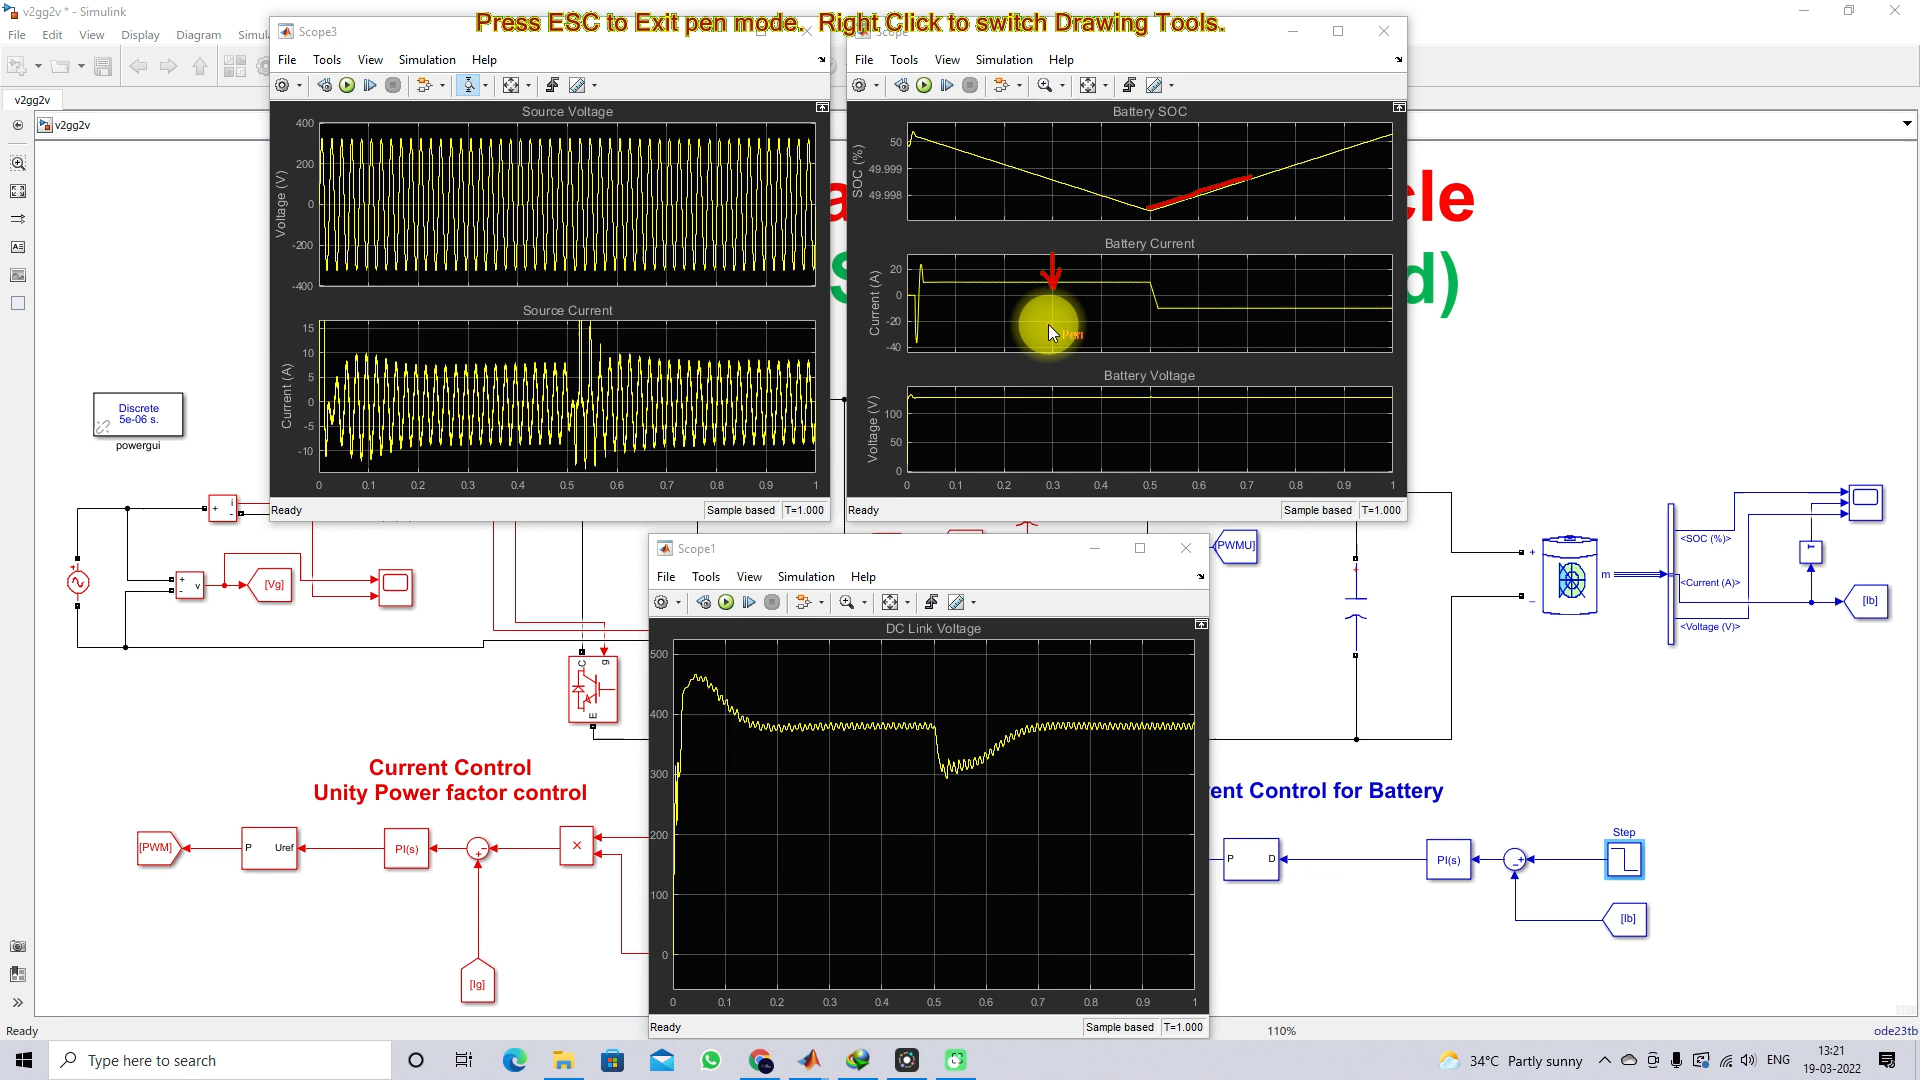 v2gg2v * - Simulink
Press ESC to Exit pen mode. Right Click to switch Drawing Tools.
File Edit View Display Diagram
v2gg2v
v2gg2v
Scope3
File Tools View Simulation Help
Source Voltage
Voltage (V)
400
200
0
-200
-400
Source Current
Current (A)
15
10
5
0
-5
-10
0 0.1 0.2 0.3 0.4 0.5 0.6 0.7 0.8 0.9 1
Ready Sample based T=1.000
File Tools View Simulation Help
Battery SOC
SOC (%)
50
49.999
49.998
Battery Current
Current (A)
20
0
-20
-40
Pen
Battery Voltage
Voltage (V)
100
50
0
0 0.1 0.2 0.3 0.4 0.5 0.6 0.7 0.8 0.9 1
Ready Sample based T=1.000
cle
d)
Discrete
5e-06 s.
powergui
+ i
-
+
- v
[Vg]
C g
E
Scope1
File Tools View Simulation Help
DC Link Voltage
500
400
300
200
100
0
0 0.1 0.2 0.3 0.4 0.5 0.6 0.7 0.8 0.9 1
Ready Sample based T=1.000
[PWMU]
+
m
<SOC (%)>
<Current (A)>
<Voltage (V)>
[Ib]
Current Control
Unity Power factor control
[PWM]
P Uref
PI(s)
×
[Ig]
ent Control for Battery
P D
PI(s)
Step
[Ib]
Ready 110% ode23tb
Type here to search
34°C Partly sunny
ENG
13:21
19-03-2022